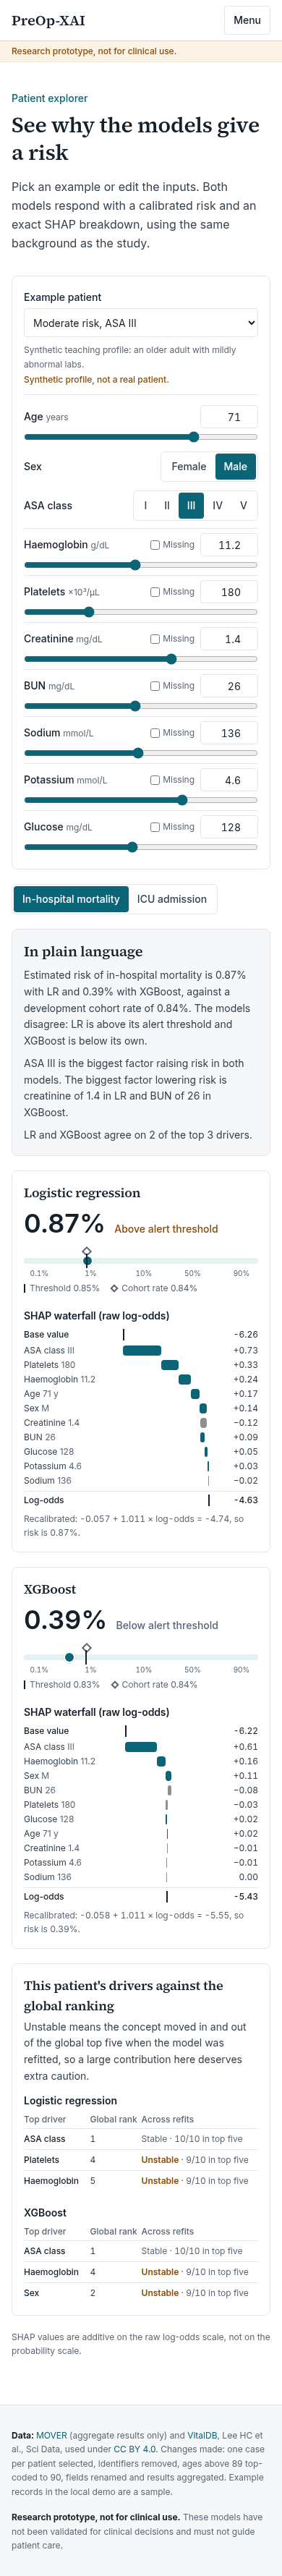 PreOp-XAI
Menu
Research prototype, not for clinical use.
Patient explorer
See why the models give
a risk
Pick an example or edit the inputs. Both
models respond with a calibrated risk and an
exact SHAP breakdown, using the same
background as the study.
Example patient
Moderate risk, ASA III
Synthetic teaching profile: an older adult with mildly
abnormal labs.
Synthetic profile, not a real patient.
Age years 71
Sex Female Male
ASA class I II III IV V
Haemoglobin g/dL Missing 11.2
Platelets ×10³/µL Missing 180
Creatinine mg/dL Missing 1.4
BUN mg/dL Missing 26
Sodium mmol/L Missing 136
Potassium mmol/L Missing 4.6
Glucose mg/dL Missing 128
In-hospital mortality ICU admission
In plain language
Estimated risk of in-hospital mortality is 0.87%
with LR and 0.39% with XGBoost, against a
development cohort rate of 0.84%. The models
disagree: LR is above its alert threshold and
XGBoost is below its own.
ASA III is the biggest factor raising risk in both
models. The biggest factor lowering risk is
creatinine of 1.4 in LR and BUN of 26 in
XGBoost.
LR and XGBoost agree on 2 of the top 3 drivers.
Logistic regression
0.87% Above alert threshold
0.1% 1% 10% 50% 90%
Threshold 0.85% Cohort rate 0.84%
SHAP waterfall (raw log-odds)
Base value -6.26
ASA class III +0.73
Platelets 180 +0.33
Haemoglobin 11.2 +0.24
Age 71 y +0.17
Sex M +0.14
Creatinine 1.4 −0.12
BUN 26 +0.09
Glucose 128 +0.05
Potassium 4.6 +0.03
Sodium 136 −0.02
Log-odds -4.63
Recalibrated: -0.057 + 1.011 × log-odds = -4.74, so
risk is 0.87%.
XGBoost
0.39% Below alert threshold
0.1% 1% 10% 50% 90%
Threshold 0.83% Cohort rate 0.84%
SHAP waterfall (raw log-odds)
Base value -6.22
ASA class III +0.61
Haemoglobin 11.2 +0.16
Sex M +0.11
BUN 26 −0.08
Platelets 180 −0.03
Glucose 128 +0.02
Age 71 y +0.02
Creatinine 1.4 −0.01
Potassium 4.6 −0.01
Sodium 136 0.00
Log-odds -5.43
Recalibrated: -0.058 + 1.011 × log-odds = -5.55, so
risk is 0.39%.
This patient's drivers against the
global ranking
Unstable means the concept moved in and out
of the global top five when the model was
refitted, so a large contribution here deserves
extra caution.
Logistic regression
Top driver Global rank Across refits
ASA class 1 Stable · 10/10 in top five
Platelets 4 Unstable · 9/10 in top five
Haemoglobin 5 Unstable · 9/10 in top five
XGBoost
Top driver Global rank Across refits
ASA class 1 Stable · 10/10 in top five
Haemoglobin 4 Unstable · 9/10 in top five
Sex 2 Unstable · 9/10 in top five
SHAP values are additive on the raw log-odds scale, not on the
probability scale.
Data: MOVER (aggregate results only) and VitalDB, Lee HC et
al., Sci Data, used under CC BY 4.0. Changes made: one case
per patient selected, identifiers removed, ages above 89 top-
coded to 90, fields renamed and results aggregated. Example
records in the local demo are a sample.
Research prototype, not for clinical use. These models have
not been validated for clinical decisions and must not guide
patient care.